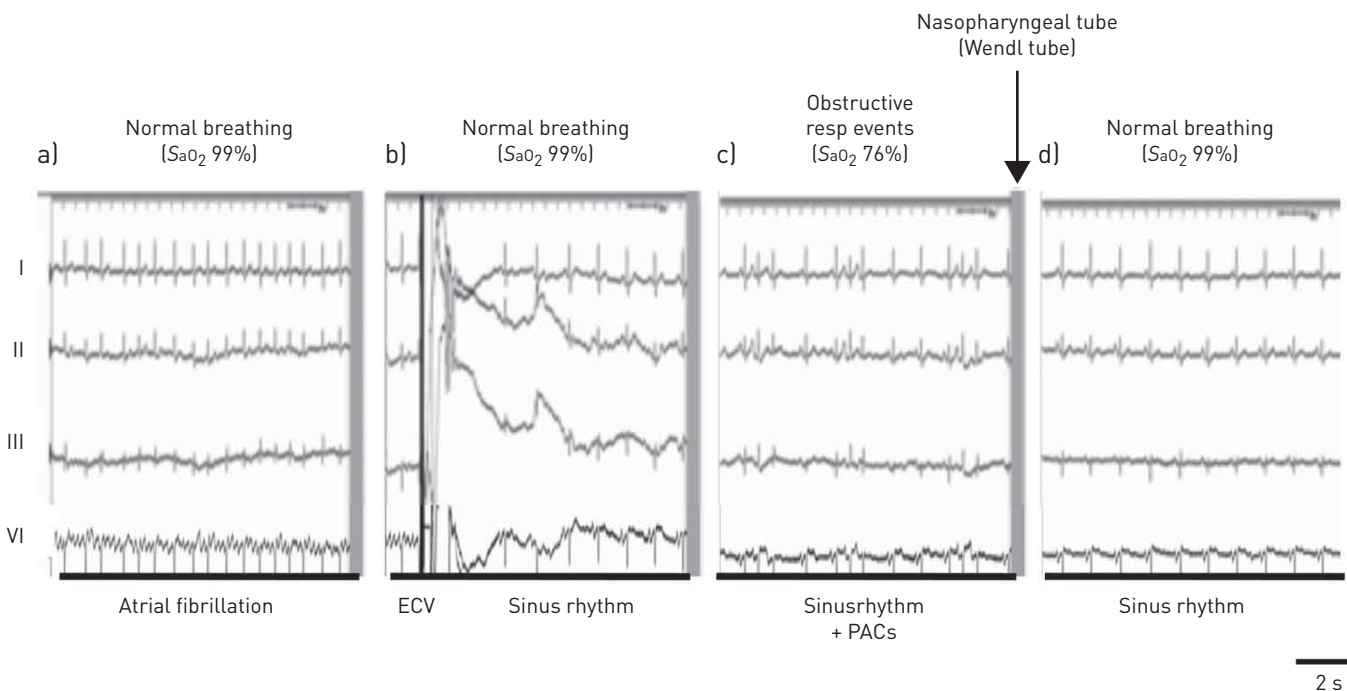 Nasopharyngeal tube
(Wendl tube)
a)
Normal breathing
(SaO2 99%)
b)
Normal breathing
(SaO2 99%)
c)
Obstructive
resp events
(SaO2 76%)
d)
Normal breathing
(SaO2 99%)
I
II
III
VI
Atrial fibrillation
ECV
Sinus rhythm
Sinusrhythm
+ PACs
Sinus rhythm
2 s